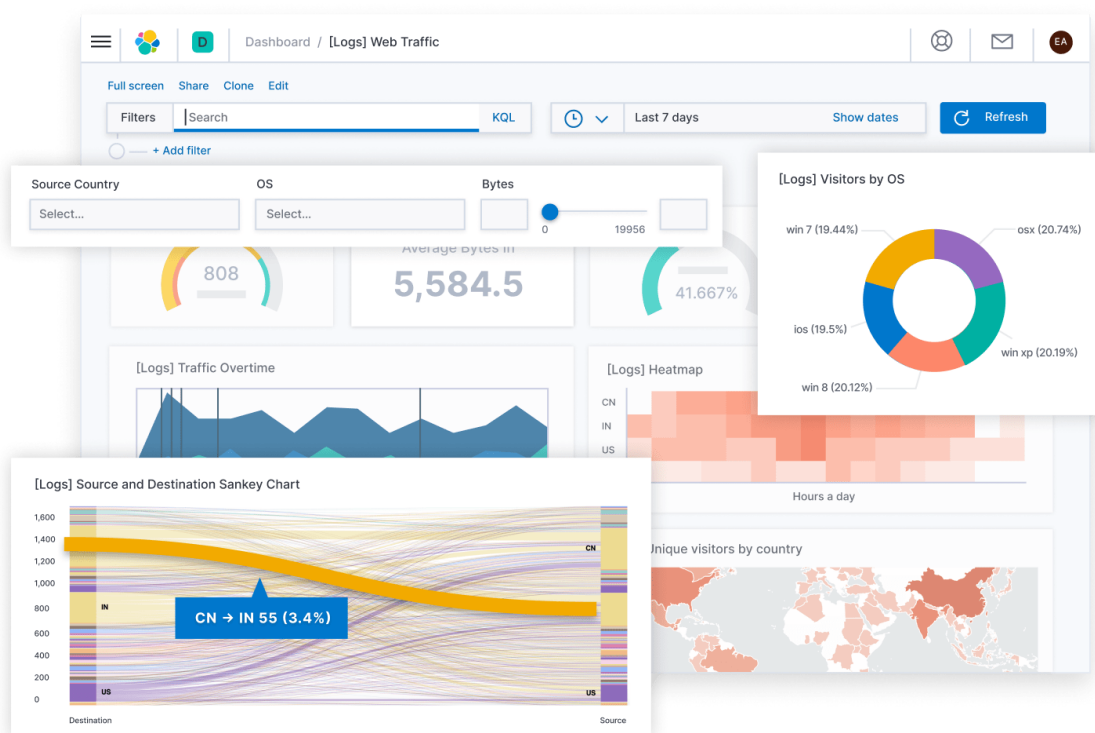 D
Dashboard / [Logs] Web Traffic
EA
Full screen Share Clone Edit
Filters Search KQL
Last 7 days Show dates
Refresh
+ Add filter
Source Country OS Bytes
Select... Select...
0 19956
808
Average Bytes In
5,584.5
41.667%
[Logs] Visitors by OS
win 7 (19.44%)
osx (20.74%)
ios (19.5%)
win xp (20.19%)
win 8 (20.12%)
[Logs] Traffic Overtime
[Logs] Heatmap
CN
IN
US
Hours a day
[Logs] Source and Destination Sankey Chart
1,600
1,400
1,200
1,000
800
600
400
200
0
CN
IN
CN → IN 55 (3.4%)
US
US
Destination
Source
Unique visitors by country